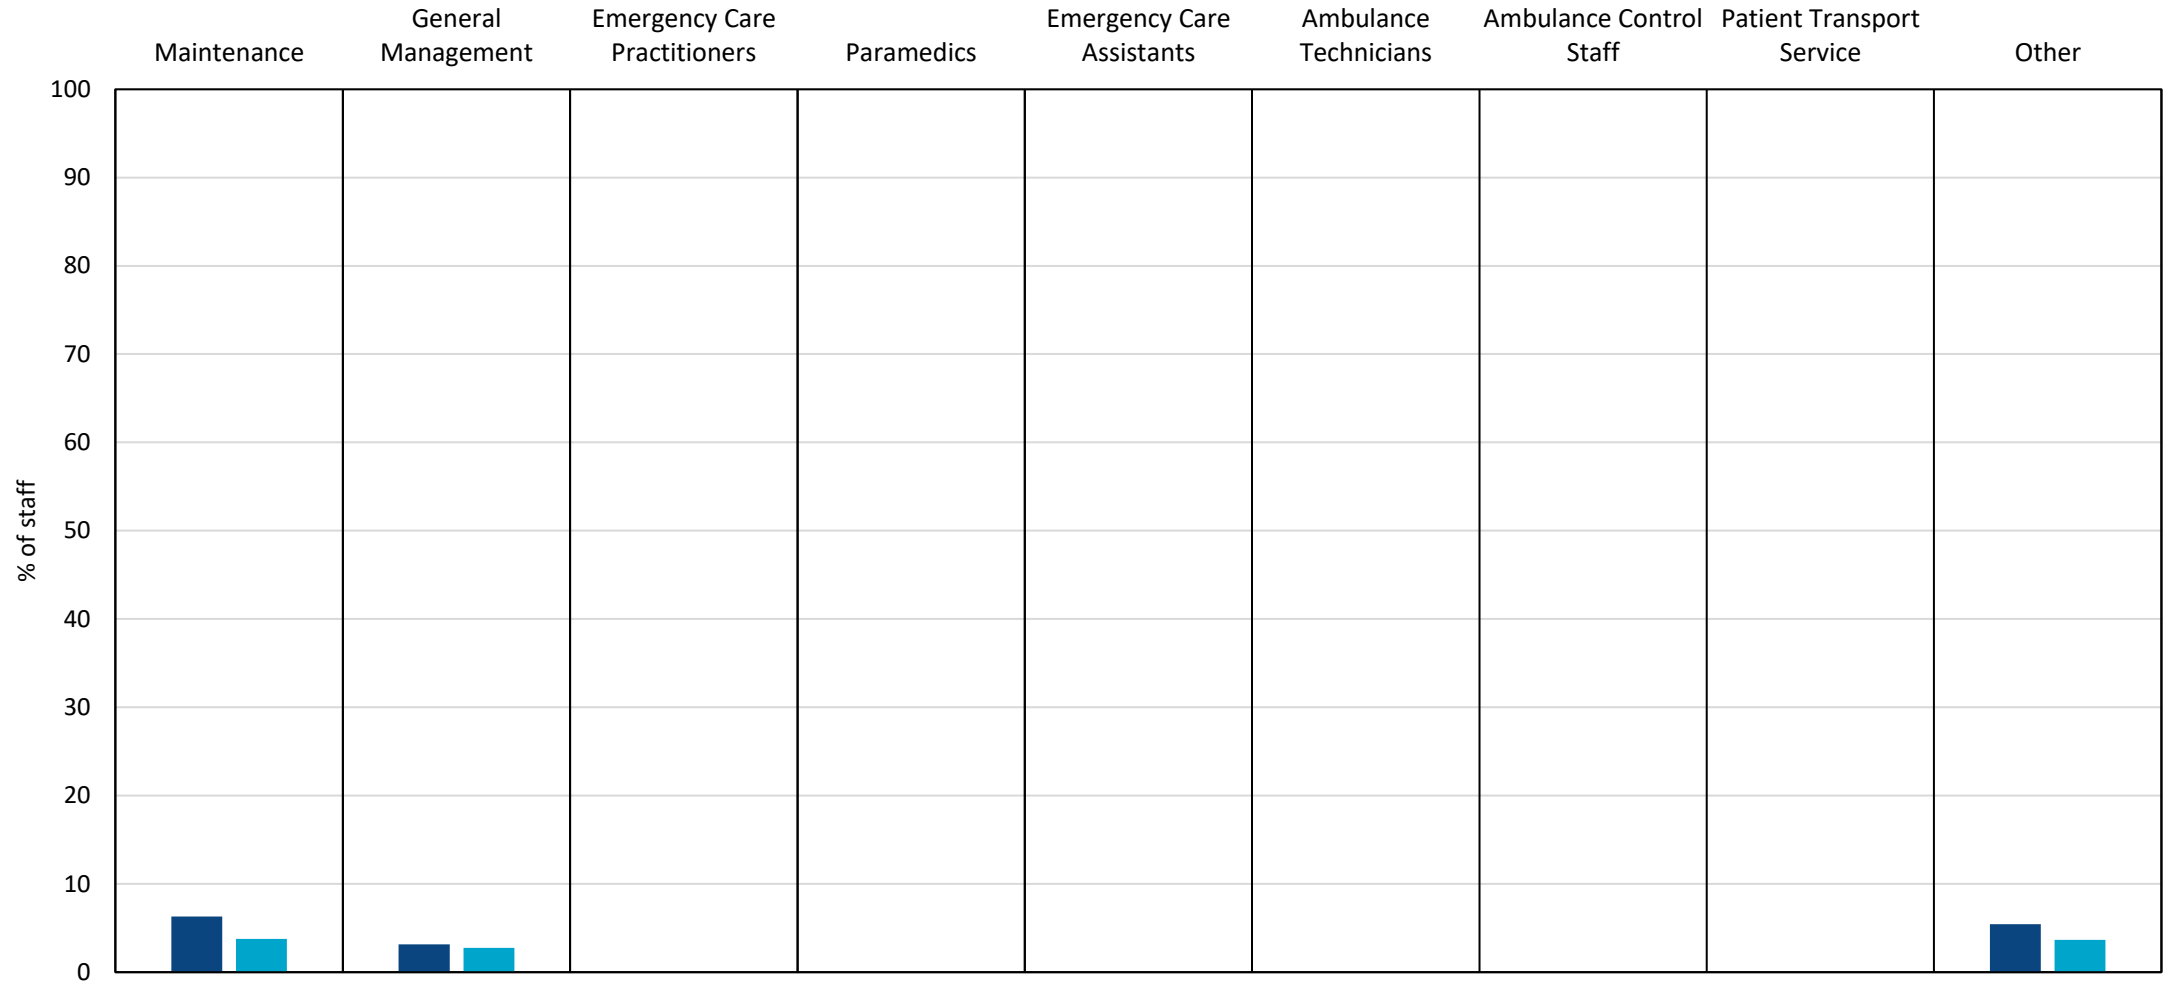 General
Management
Emergency Care
Practitioners
Emergency Care
Assistants
Ambulance
Technicians
Ambulance Control
Staff
Patient Transport
Service
Maintenance
Paramedics
Other
100
90
80
70
60
50
40
30
20
10
0
% of staff